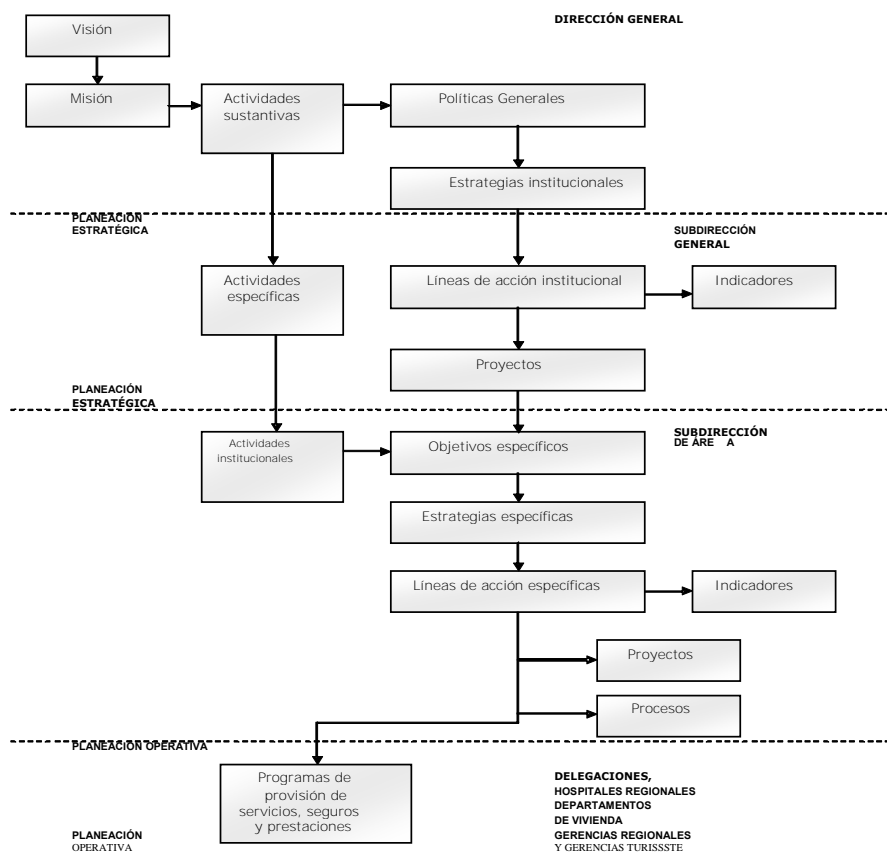 DIRECCIÓN GENERAL
Visión
Misión
Actividades
sustantivas
Políticas Generales
Estrategias institucionales
PLANEACIÓN
ESTRATÉGICA
SUBDIRECCIÓN
GENERAL
Actividades
específicas
Líneas de acción institucional
Indicadores
Proyectos
PLANEACIÓN
ESTRATÉGICA
Actividades
institucionales
Objetivos específicos
SUBDIRECCIÓN
DE ÁRE A
Estrategias específicas
Líneas de acción específicas
Indicadores
Proyectos
Procesos
PLANEACIÓN OPERATIVA
Programas de
provisión de
servicios, seguros
y prestaciones
DELEGACIONES,
HOSPITALES REGIONALES
DEPARTAMENTOS
DE VIVIENDA
GERENCIAS REGIONALES
Y GERENCIAS TURISSSTE
PLANEACIÓN
OPERATIVA